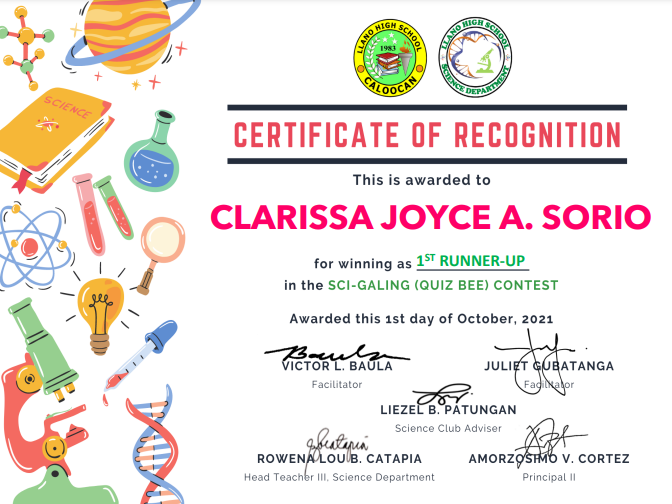 LLANO HIGH SCHOOL
1983
CALOOCAN
LLANO HIGH SCHOOL
SCIENCE DEPARTMENT
SCIENCE
CERTIFICATE OF RECOGNITION
This is awarded to
CLARISSA JOYCE A. SORIO
for winning as 1ST RUNNER-UP
in the SCI-GALING (QUIZ BEE) CONTEST
Awarded this 1st day of October, 2021
VICTOR L. BAULA
Facilitator
JULIET GUBATANGA
Facilitator
LIEZEL B. PATUNGAN
Science Club Adviser
ROWENA LOU B. CATAPIA
Head Teacher III, Science Department
AMORZOSIMO V. CORTEZ
Principal II